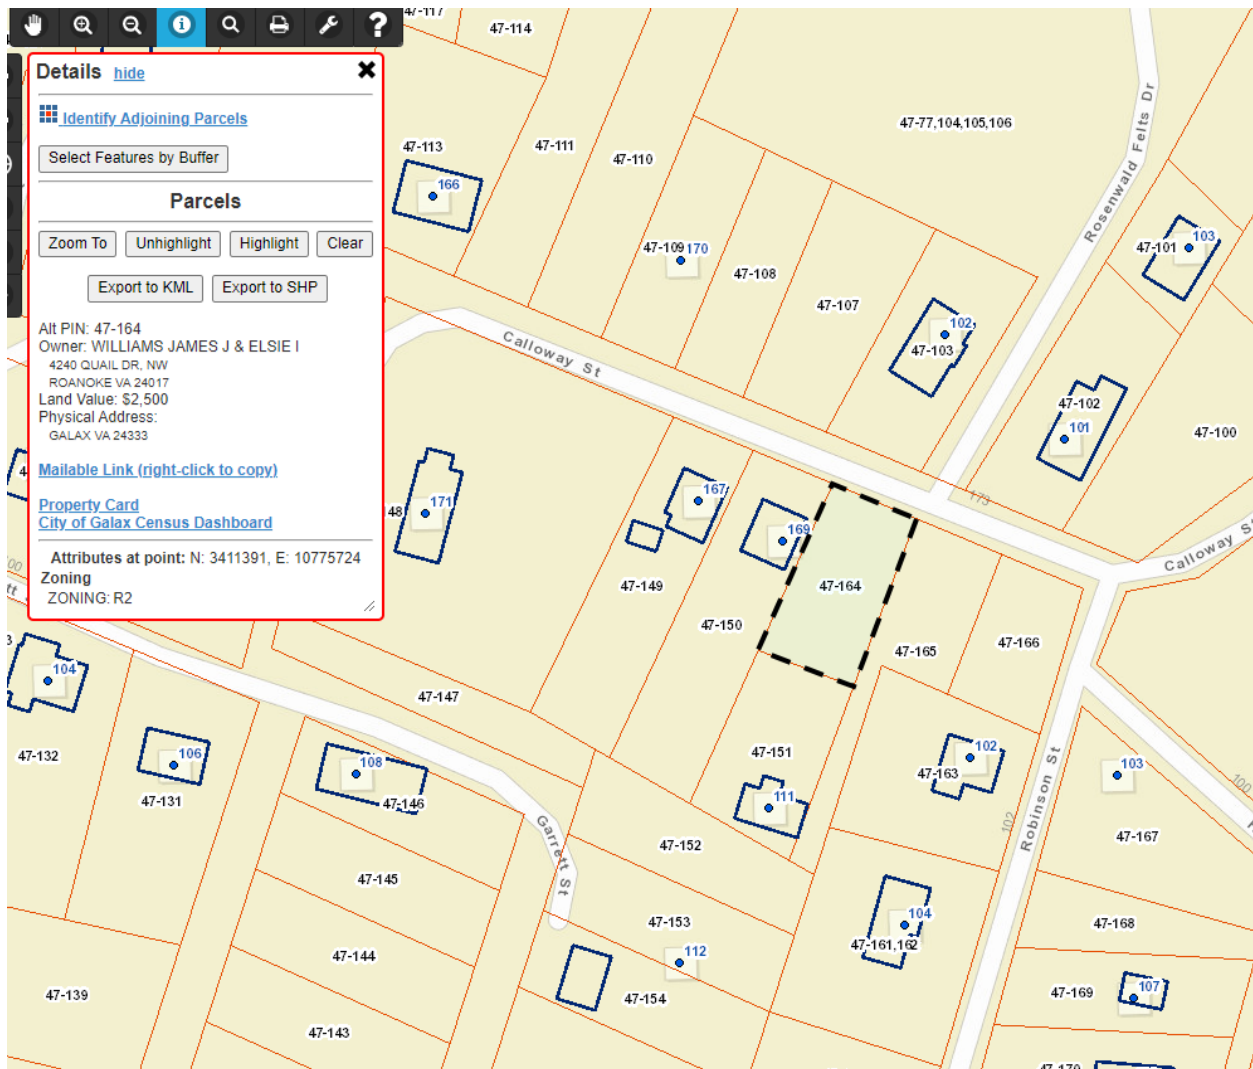 Details hide
Identify Adjoining Parcels
Select Features by Buffer
Parcels
Zoom To Unhighlight Highlight Clear
Export to KML Export to SHP
Alt PIN: 47-164
Owner: WILLIAMS JAMES J & ELSIE I
4240 QUAIL DR, NW
ROANOKE VA 24017
Land Value: $2,500
Physical Address:
GALAX VA 24333
Mailable Link (right-click to copy)
Property Card
City of Galax Census Dashboard
Attributes at point: N: 3411391, E: 10775724
Zoning
ZONING: R2
47-117
47-114
47-77,104,105,106
47-113
47-111
47-110
166
Rosenwald Felts Dr
47-109 170
47-108
47-107
47-101
103
102
47-103
Calloway St
47-102
101
47-100
173
Calloway S
48
171
167
169
47-149
47-164
47-150
47-165
47-166
104
47-132
47-147
106
47-131
108
47-146
47-151
111
102
47-163
103
100
Robinson St
102
47-167
Garrett St
47-152
47-145
47-153
104
47-161,162
47-168
47-144
112
47-154
47-139
47-143
47-169
107
47-170